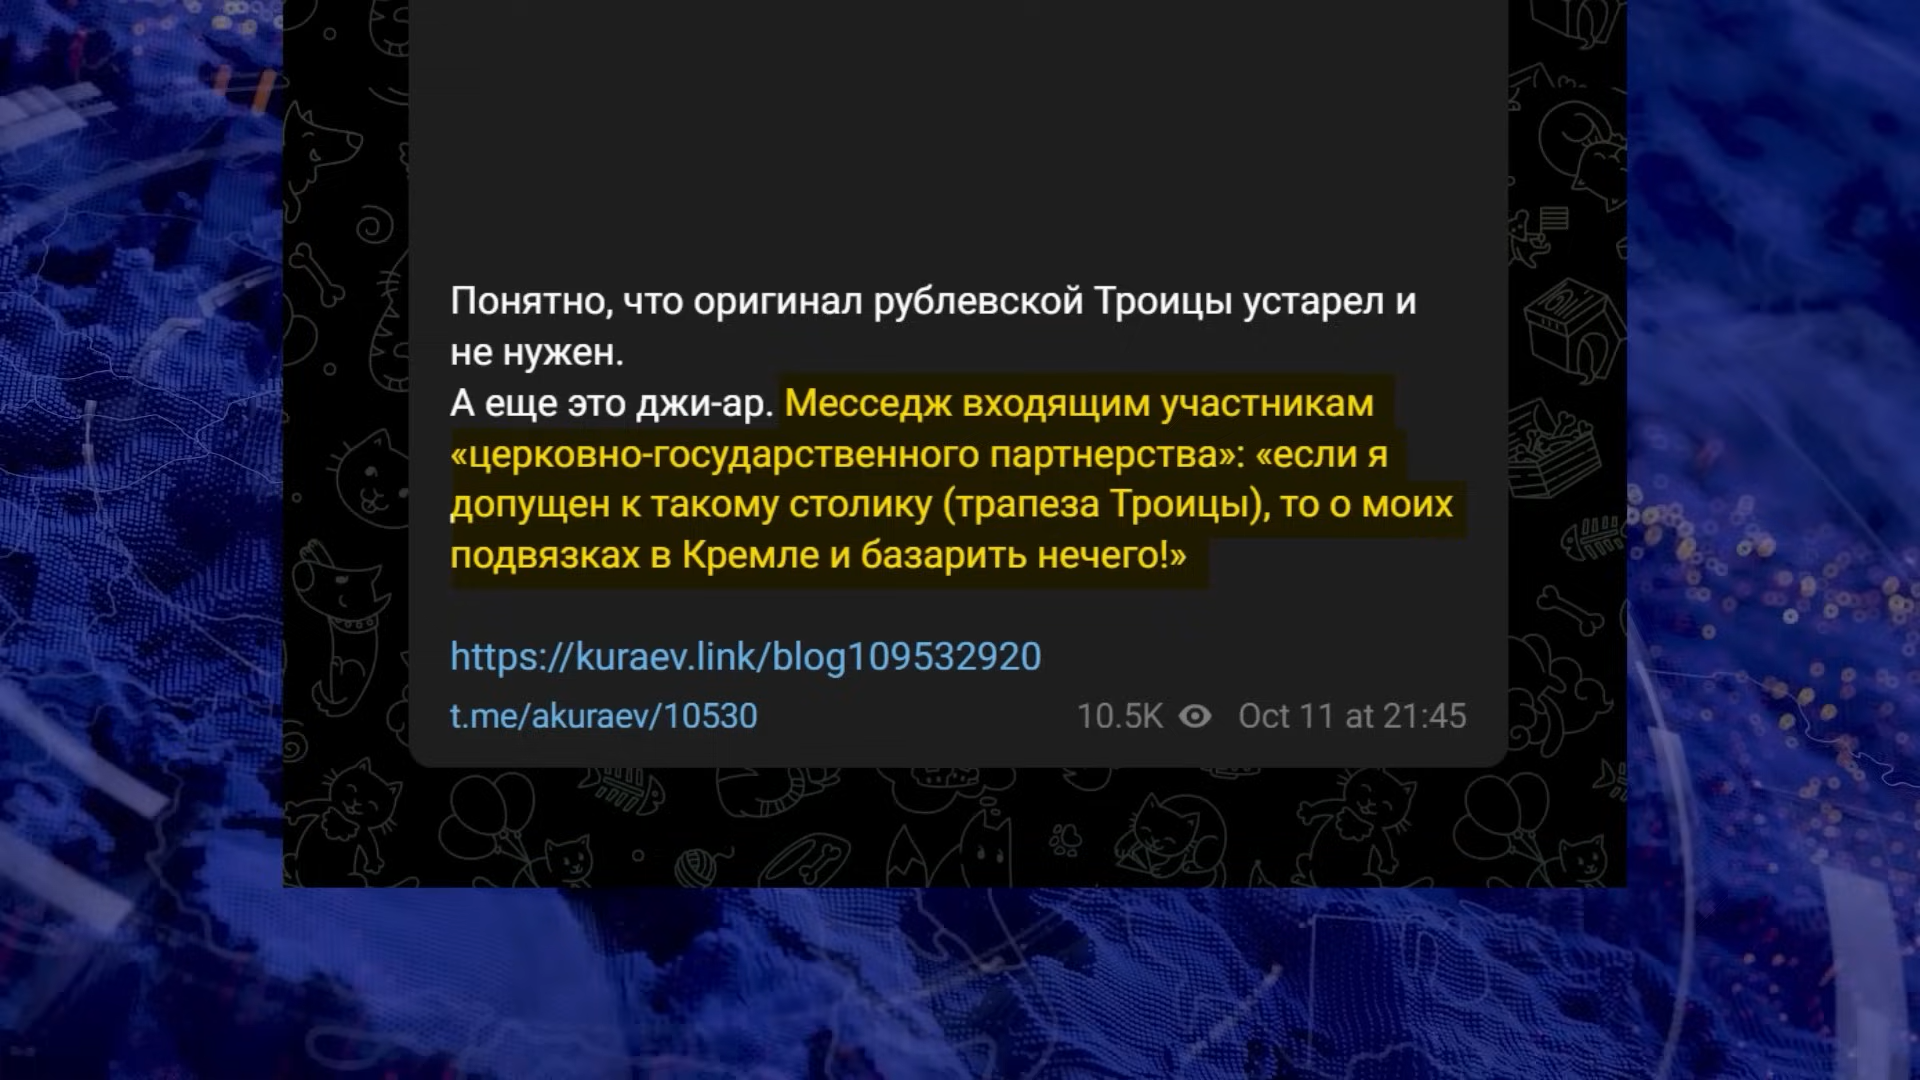 Понятно, что оригинал рублевской Троицы устарел и
не нужен.
А еще это джи-ар. Месседж входящим участникам
«церковно-государственного партнерства»: «если я
допущен к такому столику (трапеза Троицы), то о моих
подвязках в Кремле и базарить нечего!»
https://kuraev.link/blog109532920
t.me/akuraev/10530 10.5K Oct 11 at 21:45